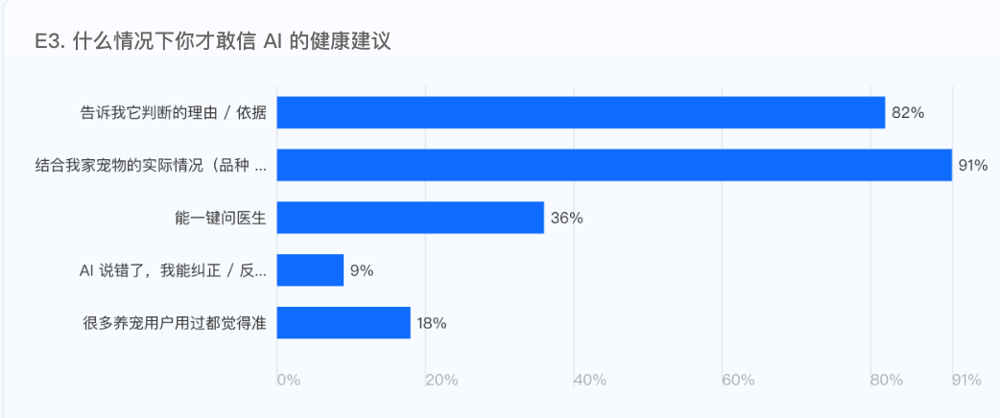 E3. 什么情况下你才敢信 AI 的健康建议
告诉我它判断的理由 / 依据
82%
结合我家宠物的实际情况（品种 ...
91%
能一键问医生
36%
AI 说错了，我能纠正 / 反...
9%
很多养宠用户用过都觉得准
18%
0% 20% 40% 60% 80% 91%